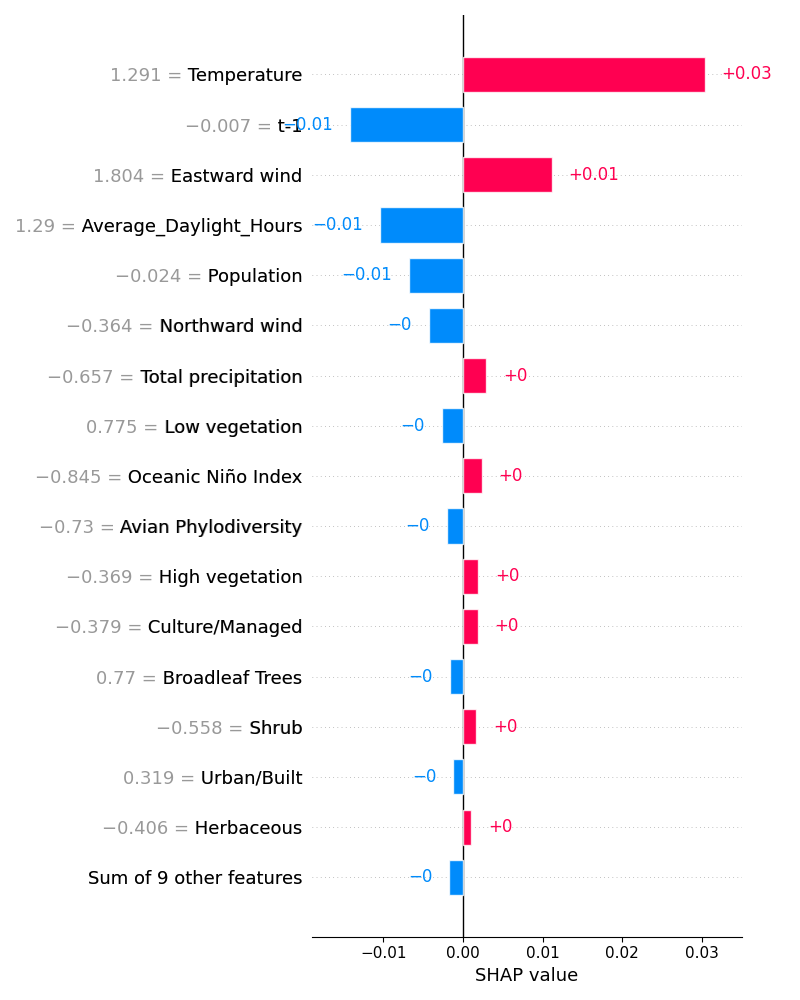 1.291 = Temperature +0.03
−0.007 = t-1 −0.01
1.804 = Eastward wind +0.01
1.29 = Average_Daylight_Hours −0.01
−0.024 = Population −0.01
−0.364 = Northward wind −0
−0.657 = Total precipitation +0
0.775 = Low vegetation −0
−0.845 = Oceanic Niño Index +0
−0.73 = Avian Phylodiversity −0
−0.369 = High vegetation +0
−0.379 = Culture/Managed +0
0.77 = Broadleaf Trees −0
−0.558 = Shrub +0
0.319 = Urban/Built −0
−0.406 = Herbaceous +0
Sum of 9 other features −0
−0.01 0.00 0.01 0.02 0.03
SHAP value